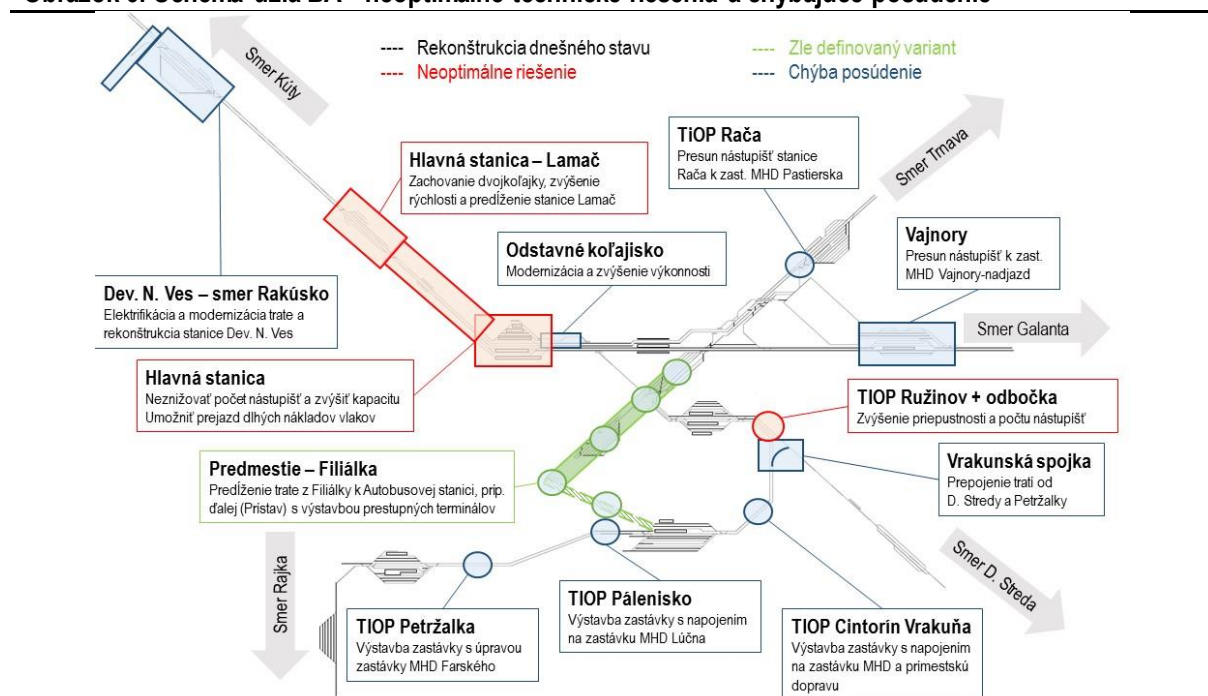 Obrázok 3: Schéma uzla BA - neoptimálne technické riešenia a chýbajúce posúdenie
---- Rekonštrukcia dnešného stavu
---- Neoptimálne riešenie
---- Zle definovaný variant
---- Chýba posúdenie
Smer Kúty
Smer Trnava
TiOP Rača
Presun nástupíšť stanice
Rača k zast. MHD Pastierska
Hlavná stanica – Lamač
Zachovanie dvojkoľajky, zvýšenie
rýchlosti a predĺženie stanice Lamač
Odstavné koľajisko
Modernizácia a zvýšenie výkonnosti
Vajnory
Presun nástupíšť k zast.
MHD Vajnory-nadjazd
Dev. N. Ves – smer Rakúsko
Elektrifikácia a modernizácia trate a
rekonštrukcia stanice Dev. N. Ves
Smer Galanta
Hlavná stanica
Neznižovať počet nástupíšť a zvýšiť kapacitu
Umožniť prejazd dlhých nákladov vlakov
TIOP Ružinov + odbočka
Zvýšenie priepustnosti a počtu nástupíšť
Predmestie – Filiálka
Predĺženie trate z Filiálky k Autobusovej stanici, príp.
ďalej (Prístav) s výstavbou prestupných terminálov
Vrakunská spojka
Prepojenie tratí od
D. Stredy a Petržalky
Smer Rajka
Smer D. Streda
TIOP Petržalka
Výstavba zastávky s úpravou
zastávky MHD Farského
TIOP Pálenisko
Výstavba zastávky s napojením
na zastávku MHD Lúčna
TIOP Cintorín Vrakuňa
Výstavba zastávky s napojením
na zastávku MHD a primestskú
dopravu